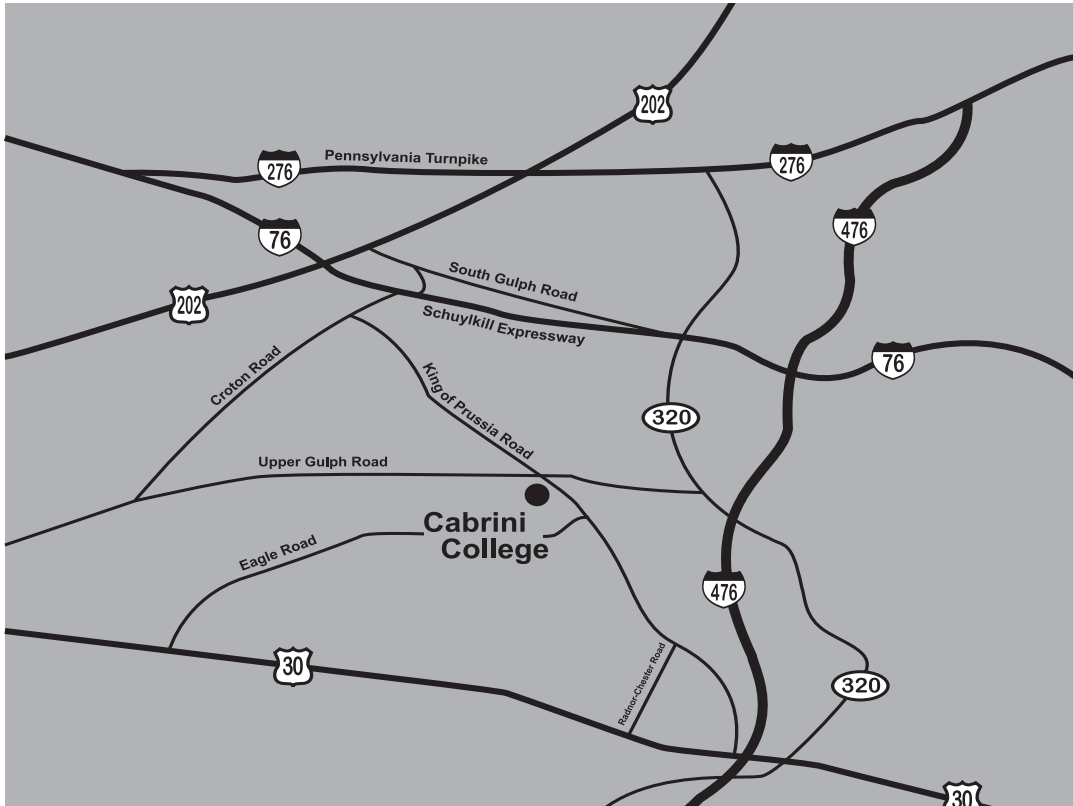 202
Pennsylvania Turnpike
276
276
476
76
South Gulph Road
202
Schuylkill Expressway
76
Croton Road
King of Prussia Road
320
Upper Gulph Road
Cabrini
College
Eagle Road
476
30
Radnor-Chester Road
320
30